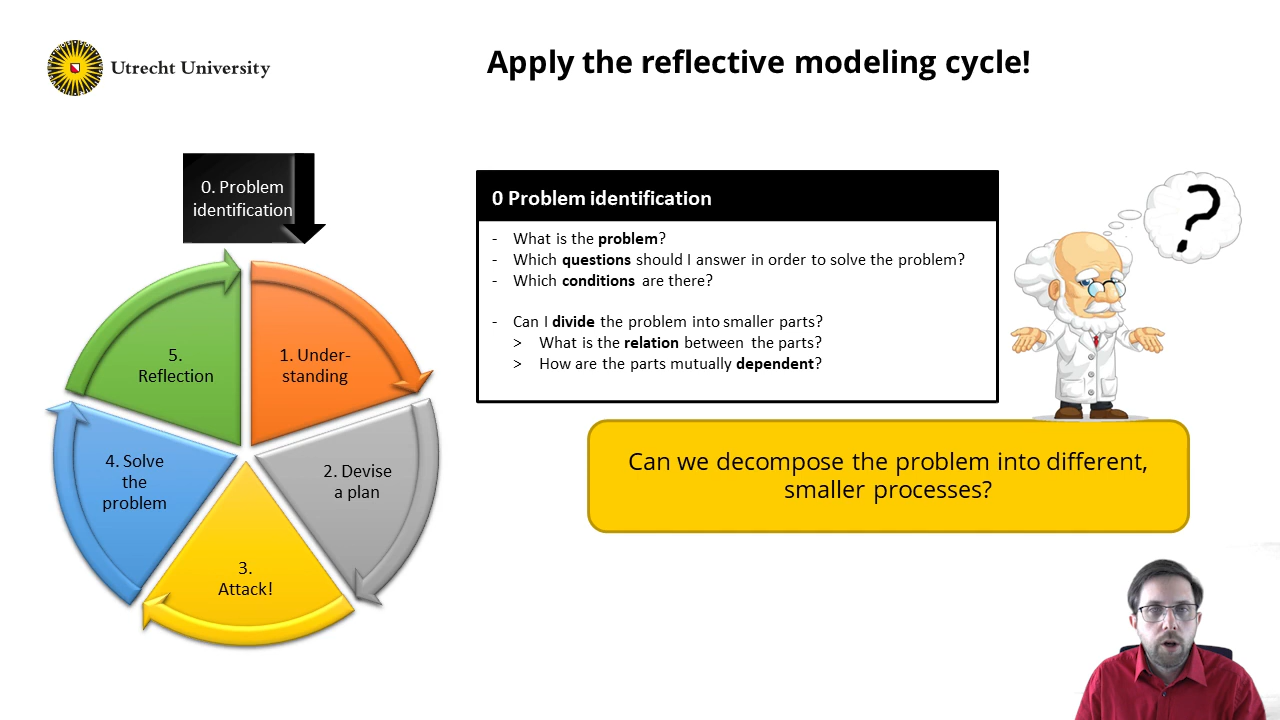 Utrecht University
Apply the reflective modeling cycle!
0. Problem
identification
5.
Reflection
1. Under-
standing
4. Solve
the
problem
2. Devise
a plan
3.
Attack!
0 Problem identification
- What is the problem?
- Which questions should I answer in order to solve the problem?
- Which conditions are there?
- Can I divide the problem into smaller parts?
> What is the relation between the parts?
> How are the parts mutually dependent?
?
Can we decompose the problem into different,
smaller processes?